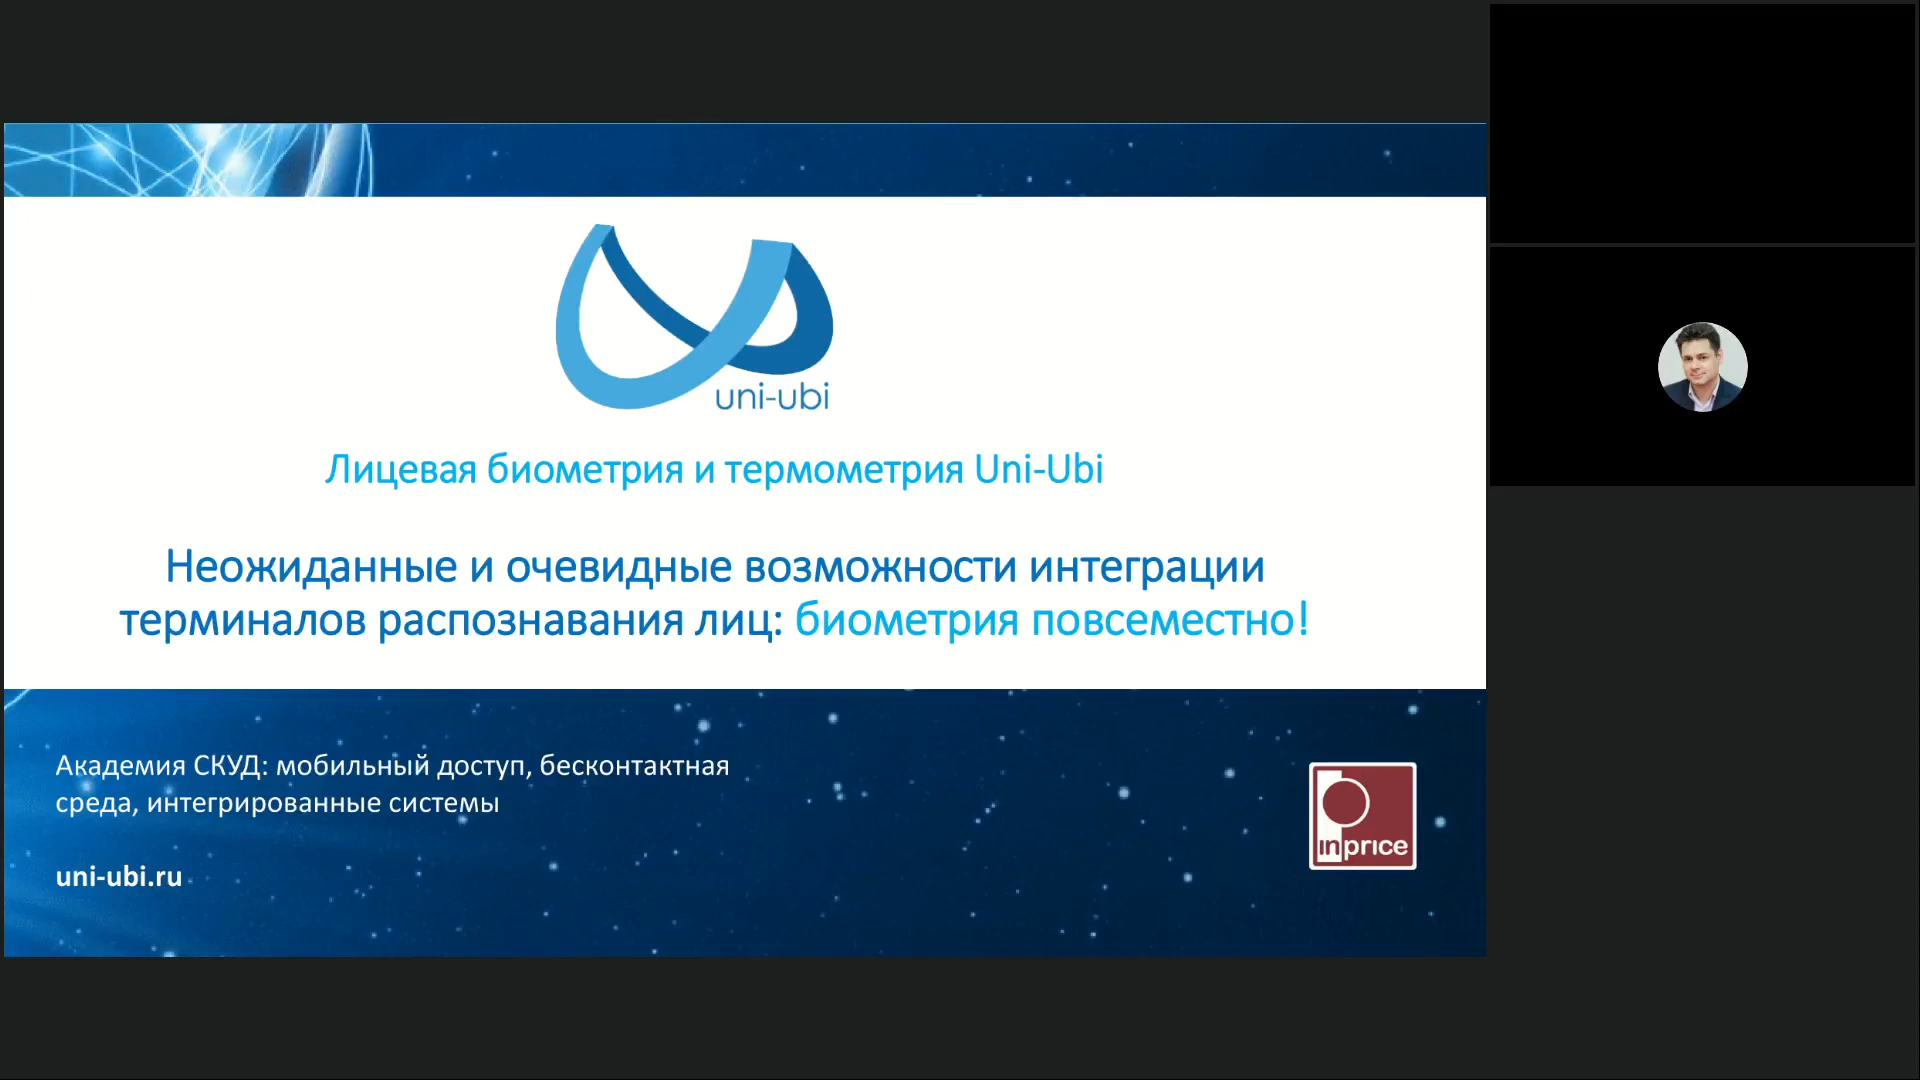 uni-ubi
Лицевая биометрия и термометрия Uni-Ubi
Неожиданные и очевидные возможности интеграции
терминалов распознавания лиц: биометрия повсеместно!
Академия СКУД: мобильный доступ, бесконтактная
среда, интегрированные системы
inprice
uni-ubi.ru